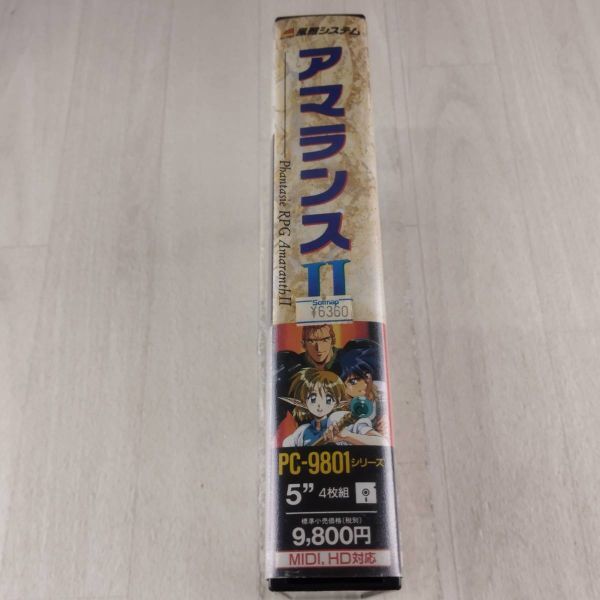 風雅システム
アマランス
II
Phantasie RPG Amaranth II
Sofmap
¥6360
PC-9801シリーズ
5” 4枚組
標準小売価格(税別)
9,800円
MIDI, HD対応